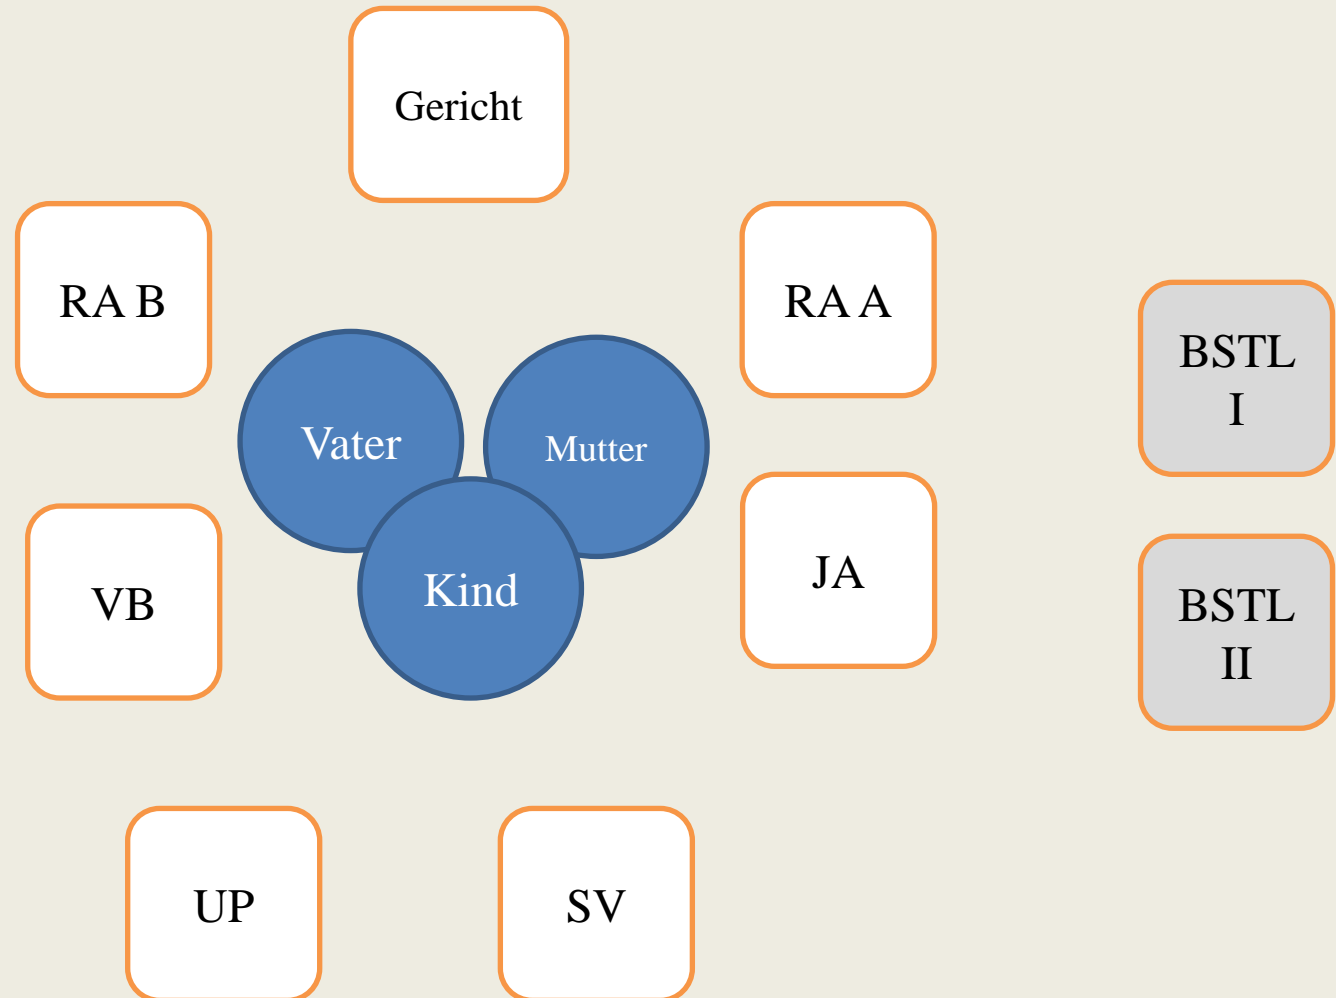 Gericht
RA B
RA A
BSTL
I
Vater
Mutter
JA
Kind
VB
BSTL
II
UP
SV